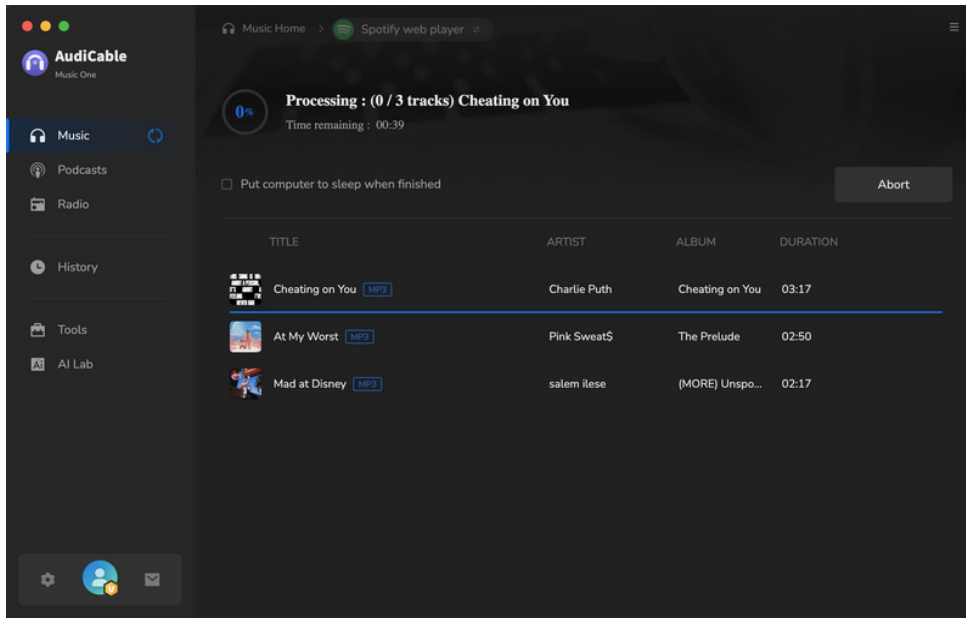 Music Home > Spotify web player
AudiCable
Music One
0%
Processing : (0 / 3 tracks) Cheating on You
Time remaining : 00:39
Music
Podcasts
Radio
History
Tools
Ai AI Lab
Put computer to sleep when finished
Abort
TITLE ARTIST ALBUM DURATION
Cheating on You MP3 Charlie Puth Cheating on You 03:17
At My Worst MP3 Pink Sweat$ The Prelude 02:50
Mad at Disney MP3 salem ilese (MORE) Unspo... 02:17